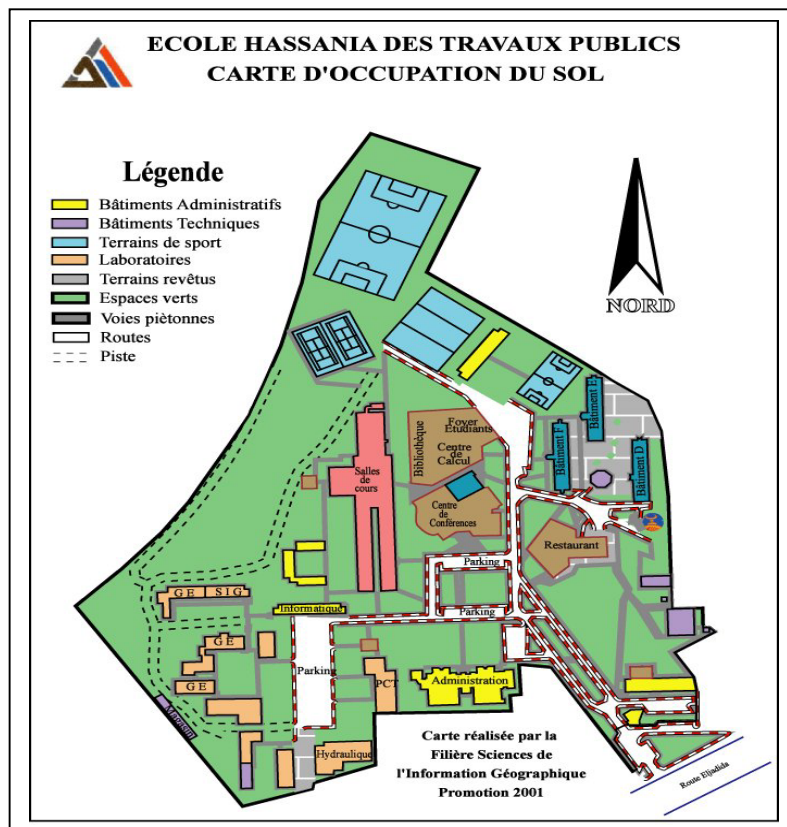 ECOLE HASSANIA DES TRAVAUX PUBLICS
CARTE D'OCCUPATION DU SOL
Légende
Bâtiments Administratifs
Bâtiments Techniques
Terrains de sport
Laboratoires
Terrains revêtus
Espaces verts
Voies piètonnes
Routes
Piste
NORD
Bâtiment E
Bâtiment F
Bâtiment D
Bibliothèque
Foyer
Etudiants
Centre
de
Calcul
Salles
de
cours
Centre
de
Conférences
Restaurant
Parking
Parking
Informatique
GE SIG
GE
GE
Magasin
Parking
PCT
Administration
Hydraulique
Carte réalisée par la
Filière Sciences de
l'Information Géographique
Promotion 2001
Route Eljadida